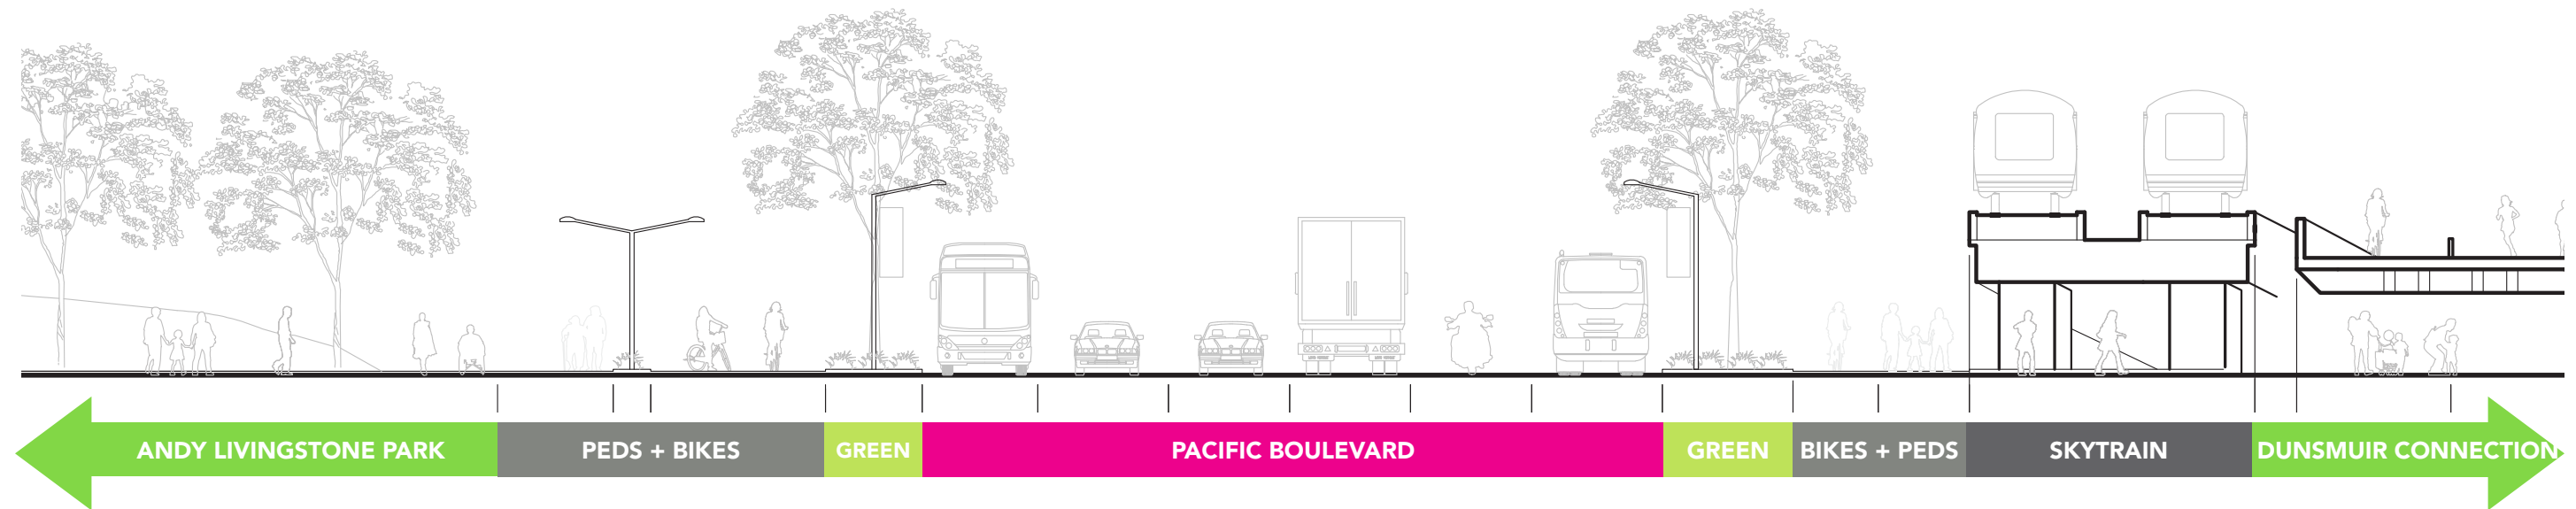 ANDY LIVINGSTONE PARK
PEDS + BIKES
GREEN
PACIFIC BOULEVARD
GREEN
BIKES + PEDS
SKYTRAIN
DUNSMUIR CONNECTION